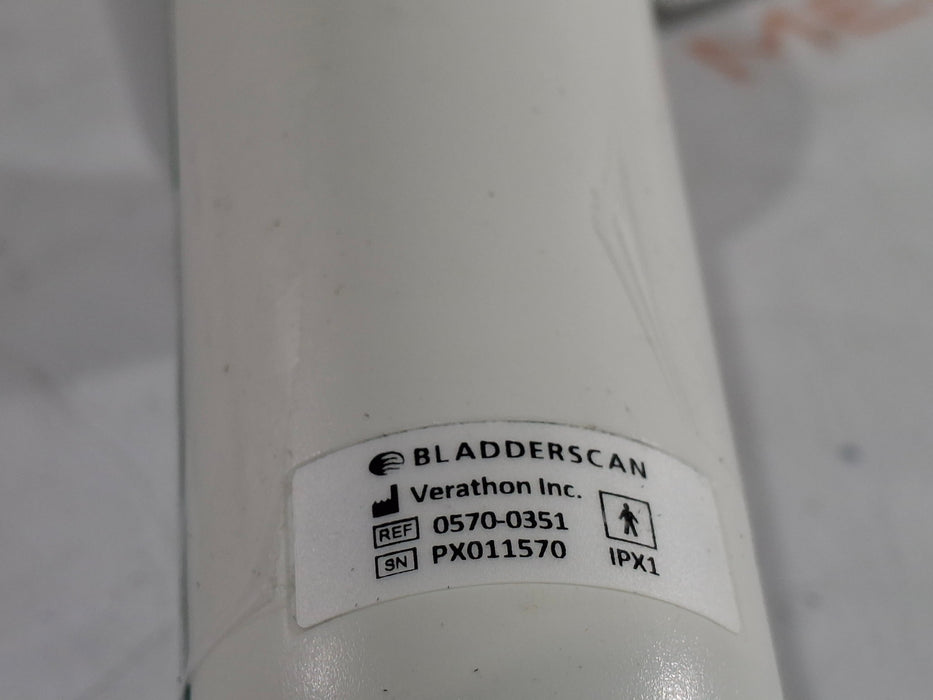 BLADDERSCAN
Verathon Inc.
REF 0570-0351
SN PX011570
IPX1